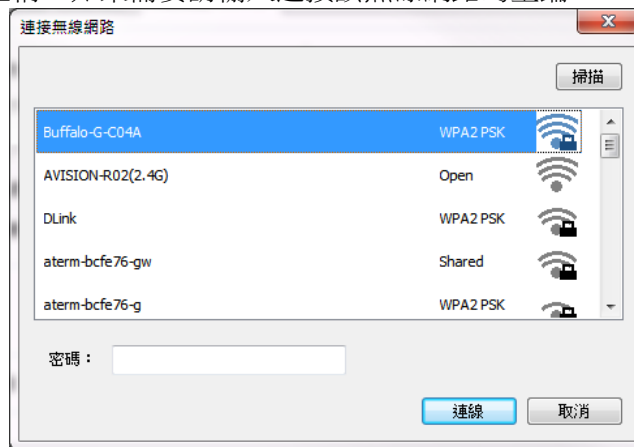 連接無線網路
掃描
Buffalo-G-C04A WPA2 PSK
AVISION-R02(2.4G) Open
DLink WPA2 PSK
aterm-bcfe76-gw Shared
aterm-bcfe76-g WPA2 PSK
密碼：
連線 取消